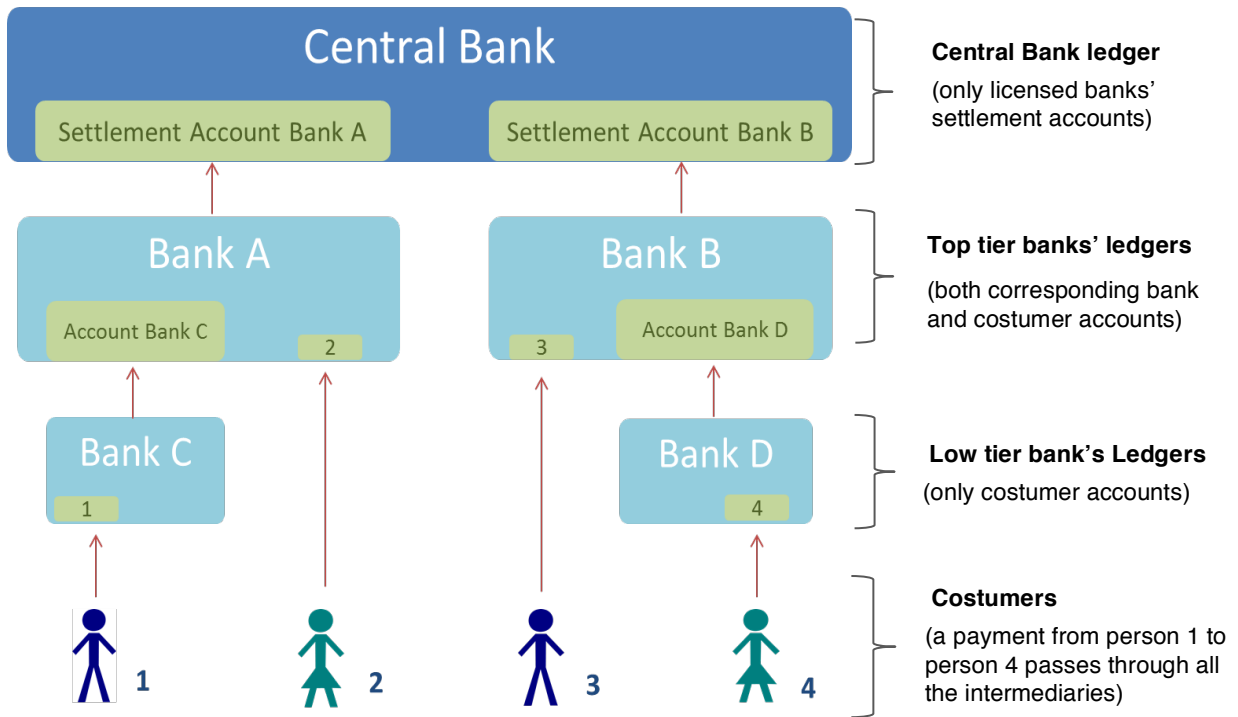 Central Bank
Settlement Account Bank A
Settlement Account Bank B
Central Bank ledger
(only licensed banks’
settlement accounts)
Bank A
Account Bank C
2
Bank B
3
Account Bank D
Top tier banks’ ledgers
(both corresponding bank
and costumer accounts)
Bank C
1
Bank D
4
Low tier bank’s Ledgers
(only costumer accounts)
1
2
3
4
Costumers
(a payment from person 1 to
person 4 passes through all
the intermediaries)